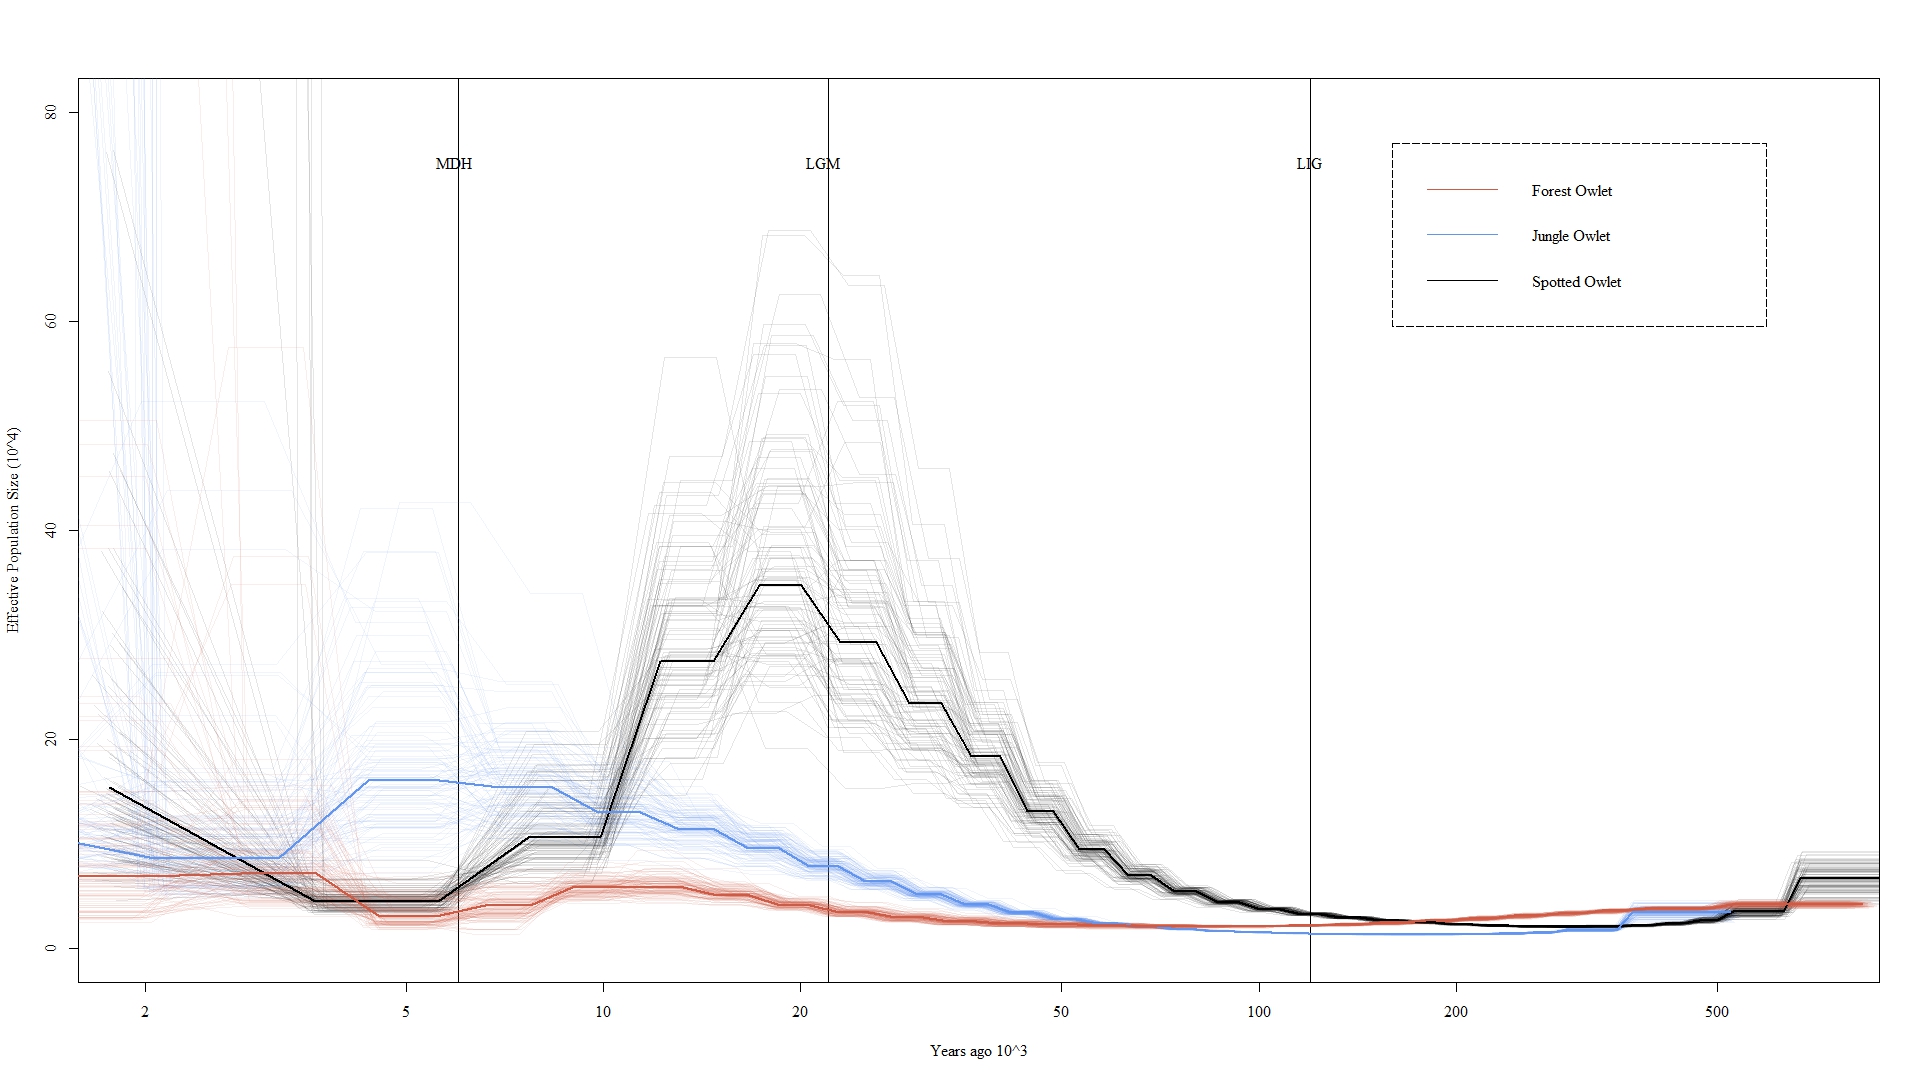 MDH
LGM
LIG
Forest Owlet
Jungle Owlet
Spotted Owlet
Effective Population Size (10^4)
80
60
40
20
0
2
5
10
20
50
100
200
500
Years ago 10^3